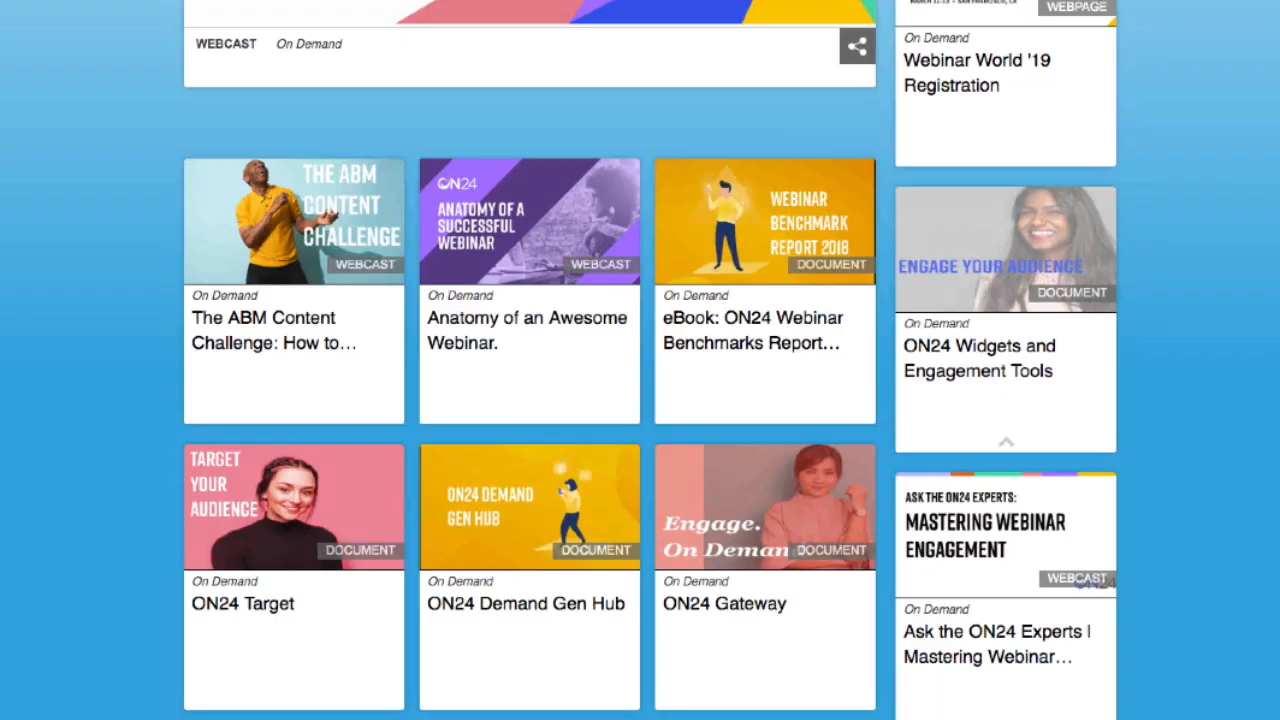 WEBCAST On Demand
WEBPAGE
On Demand
Webinar World '19
Registration
THE ABM
CONTENT
CHALLENGE
WEBCAST
On Demand
The ABM Content
Challenge: How to…
ON24
ANATOMY OF A
SUCCESSFUL
WEBINAR
WEBCAST
On Demand
Anatomy of an Awesome
Webinar.
WEBINAR
BENCHMARK
REPORT 2018
DOCUMENT
On Demand
eBook: ON24 Webinar
Benchmarks Report…
ENGAGE YOUR AUDIENCE
DOCUMENT
On Demand
ON24 Widgets and
Engagement Tools
TARGET
YOUR
AUDIENCE
DOCUMENT
On Demand
ON24 Target
ON24 DEMAND
GEN HUB
DOCUMENT
On Demand
ON24 Demand Gen Hub
Engage.
On Deman
DOCUMENT
On Demand
ON24 Gateway
ASK THE ON24 EXPERTS:
MASTERING WEBINAR
ENGAGEMENT
WEBCAST
ON24
On Demand
Ask the ON24 Experts |
Mastering Webinar…